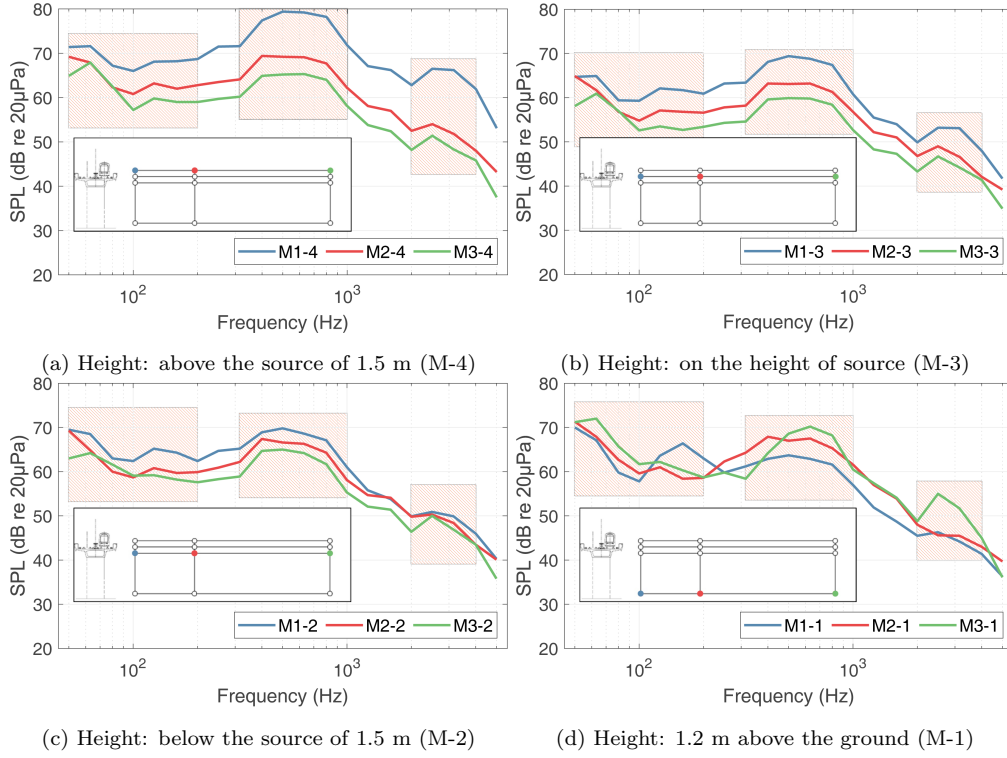 80
70
60
50
40
30
20
SPL (dB re 20μPa)
10² 10³
Frequency (Hz)
M1-4 M2-4 M3-4
(a) Height: above the source of 1.5 m (M-4)
80
70
60
50
40
30
20
SPL (dB re 20μPa)
10² 10³
Frequency (Hz)
M1-3 M2-3 M3-3
(b) Height: on the height of source (M-3)
80
70
60
50
40
30
20
SPL (dB re 20μPa)
10² 10³
Frequency (Hz)
M1-2 M2-2 M3-2
(c) Height: below the source of 1.5 m (M-2)
80
70
60
50
40
30
20
SPL (dB re 20μPa)
10² 10³
Frequency (Hz)
M1-1 M2-1 M3-1
(d) Height: 1.2 m above the ground (M-1)